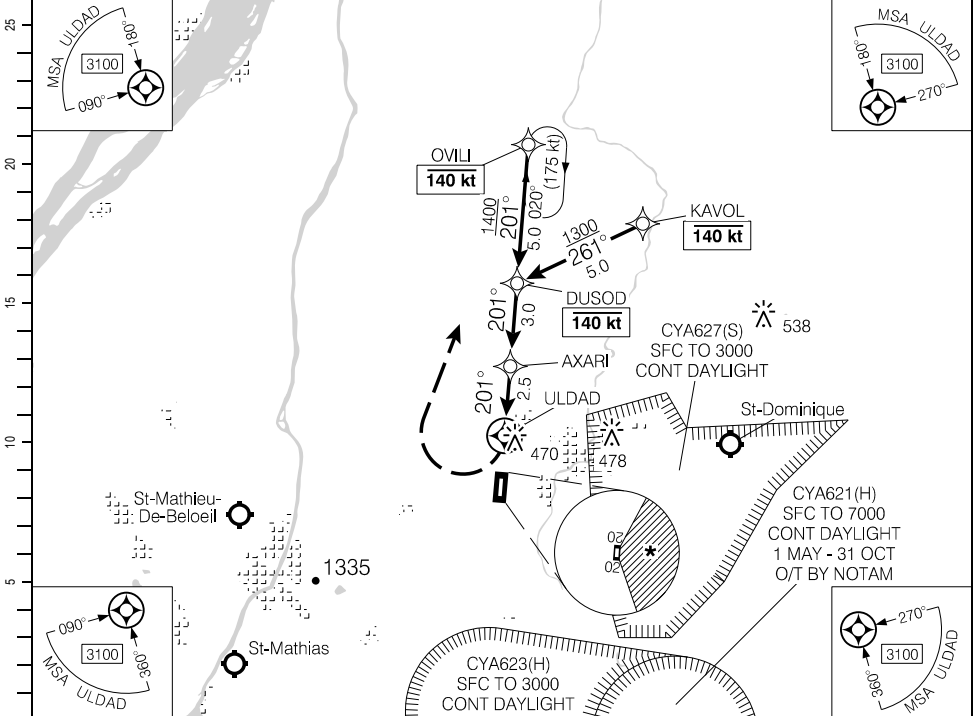 25
20
15
10
5
MSA ULDAD
180°
3100
090°
MSA ULDAD
180°
3100
270°
OVILI
140 kt
(175 kt)
1400
201°
5.0
020°
KAVOL
140 kt
1300
261°
5.0
DUSOD
140 kt
201°
3.0
AXARI
201°
2.5
ULDAD
470
478
538
CYA627(S)
SFC TO 3000
CONT DAYLIGHT
St-Dominique
St-Mathieu-
De-Beloeil
1335
St-Mathias
20
02
*
CYA621(H)
SFC TO 7000
CONT DAYLIGHT
1 MAY - 31 OCT
O/T BY NOTAM
CYA623(H)
SFC TO 3000
CONT DAYLIGHT
090°
3100
360°
MSA ULDAD
270°
3100
360°
MSA ULDAD